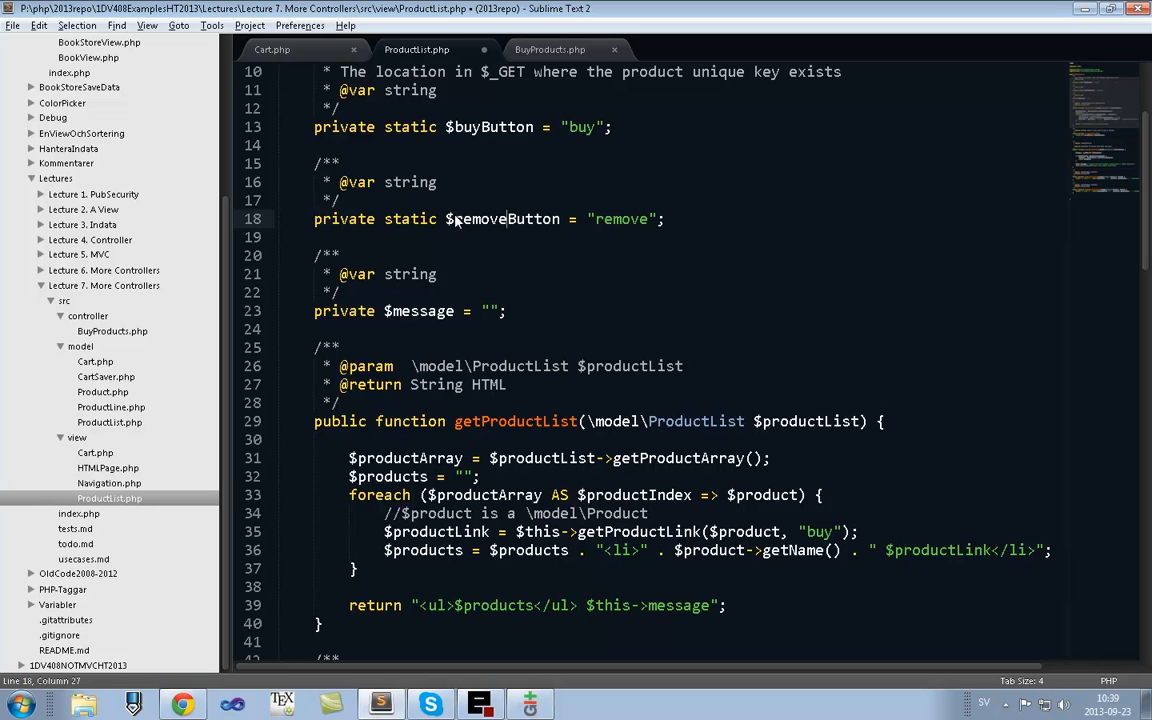 P:\php\2013repo\1DV408ExamplesHT2013\Lectures\Lecture 7. More Controllers\src\view\ProductList.php • (2013repo) - Sublime Text 2
File Edit Selection Find View Goto Tools Project Preferences Help
BookStoreView.php
BookView.php
index.php
BookStoreSaveData
ColorPicker
Debug
EnViewOchSortering
HanteraIndata
Kommentarer
Lectures
Lecture 1. PubSecurity
Lecture 2. A View
Lecture 3. Indata
Lecture 4. Controller
Lecture 5. MVC
Lecture 6. More Controllers
Lecture 7. More Controllers
src
controller
BuyProducts.php
model
Cart.php
CartSaver.php
Product.php
ProductLine.php
ProductList.php
view
Cart.php
HTMLPage.php
Navigation.php
ProductList.php
index.php
tests.md
todo.md
usecases.md
OldCode2008-2012
PHP-Taggar
Variabler
.gitattributes
.gitignore
README.md
1DV408NOTMVCHT2013
Cart.php × ProductList.php • BuyProducts.php ×
10 * The location in $_GET where the product unique key exists
11 * @var string
12 */
13 private static $buyButton = "buy";
14
15 /**
16 * @var string
17 */
18 private static $removeButton = "remove";
19
20 /**
21 * @var string
22 */
23 private $message = "";
24
25 /**
26 * @param \model\ProductList $productList
27 * @return String HTML
28 */
29 public function getProductList(\model\ProductList $productList) {
30
31 $productArray = $productList->getProductArray();
32 $products = "";
33 foreach ($productArray AS $productIndex => $product) {
34 //$product is a \model\Product
35 $productLink = $this->getProductLink($product, "buy");
36 $products = $products . "<li>" . $product->getName() . " $productLink</li>";
37 }
38
39 return "<ul>$products</ul> $this->message";
40 }
41
42 /**
Line 18, Column 27 Tab Size: 4 PHP
SV 10:39
2013-09-23